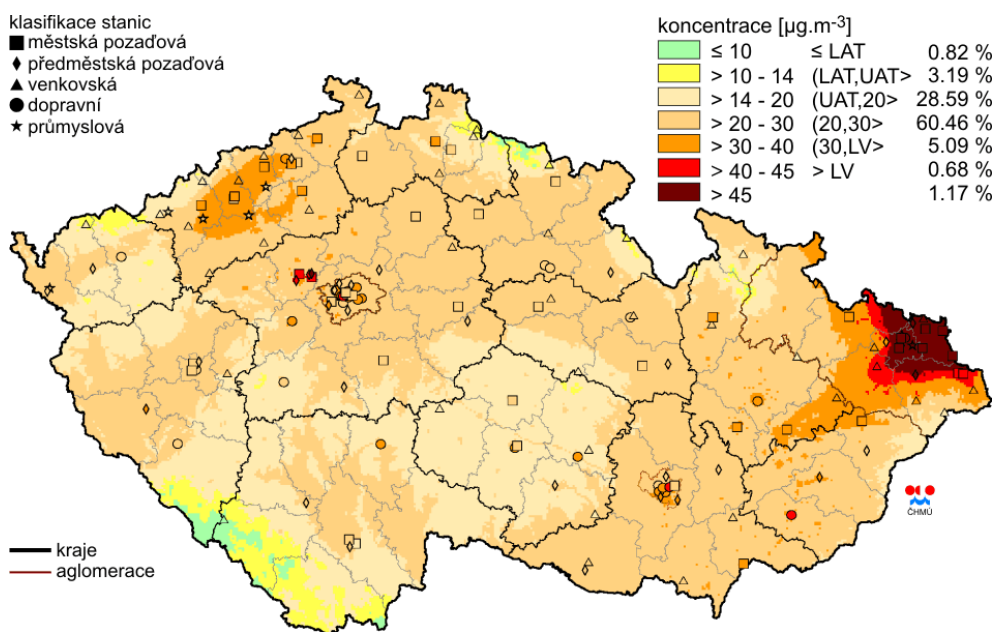 klasifikace stanic
městská pozaďová
předměstská pozaďová
venkovská
dopravní
průmyslová
koncentrace [µg.m-3]
≤ 10 ≤ LAT 0.82 %
> 10 - 14 (LAT,UAT> 3.19 %
> 14 - 20 (UAT,20> 28.59 %
> 20 - 30 (20,30> 60.46 %
> 30 - 40 (30,LV> 5.09 %
> 40 - 45 > LV 0.68 %
> 45 1.17 %
ČHMÚ
kraje
aglomerace